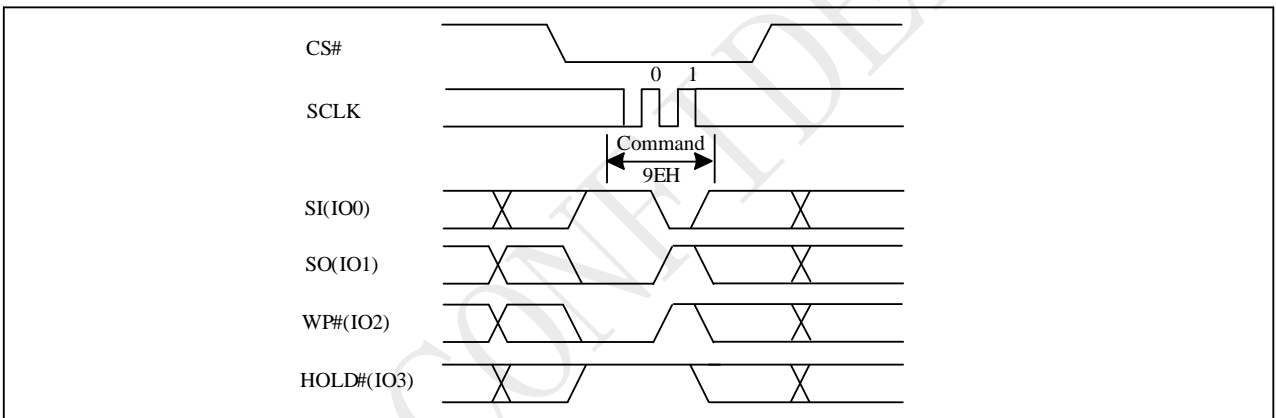 CS#
0 1
SCLK
Command
9EH
SI(IO0)
SO(IO1)
WP#(IO2)
HOLD#(IO3)